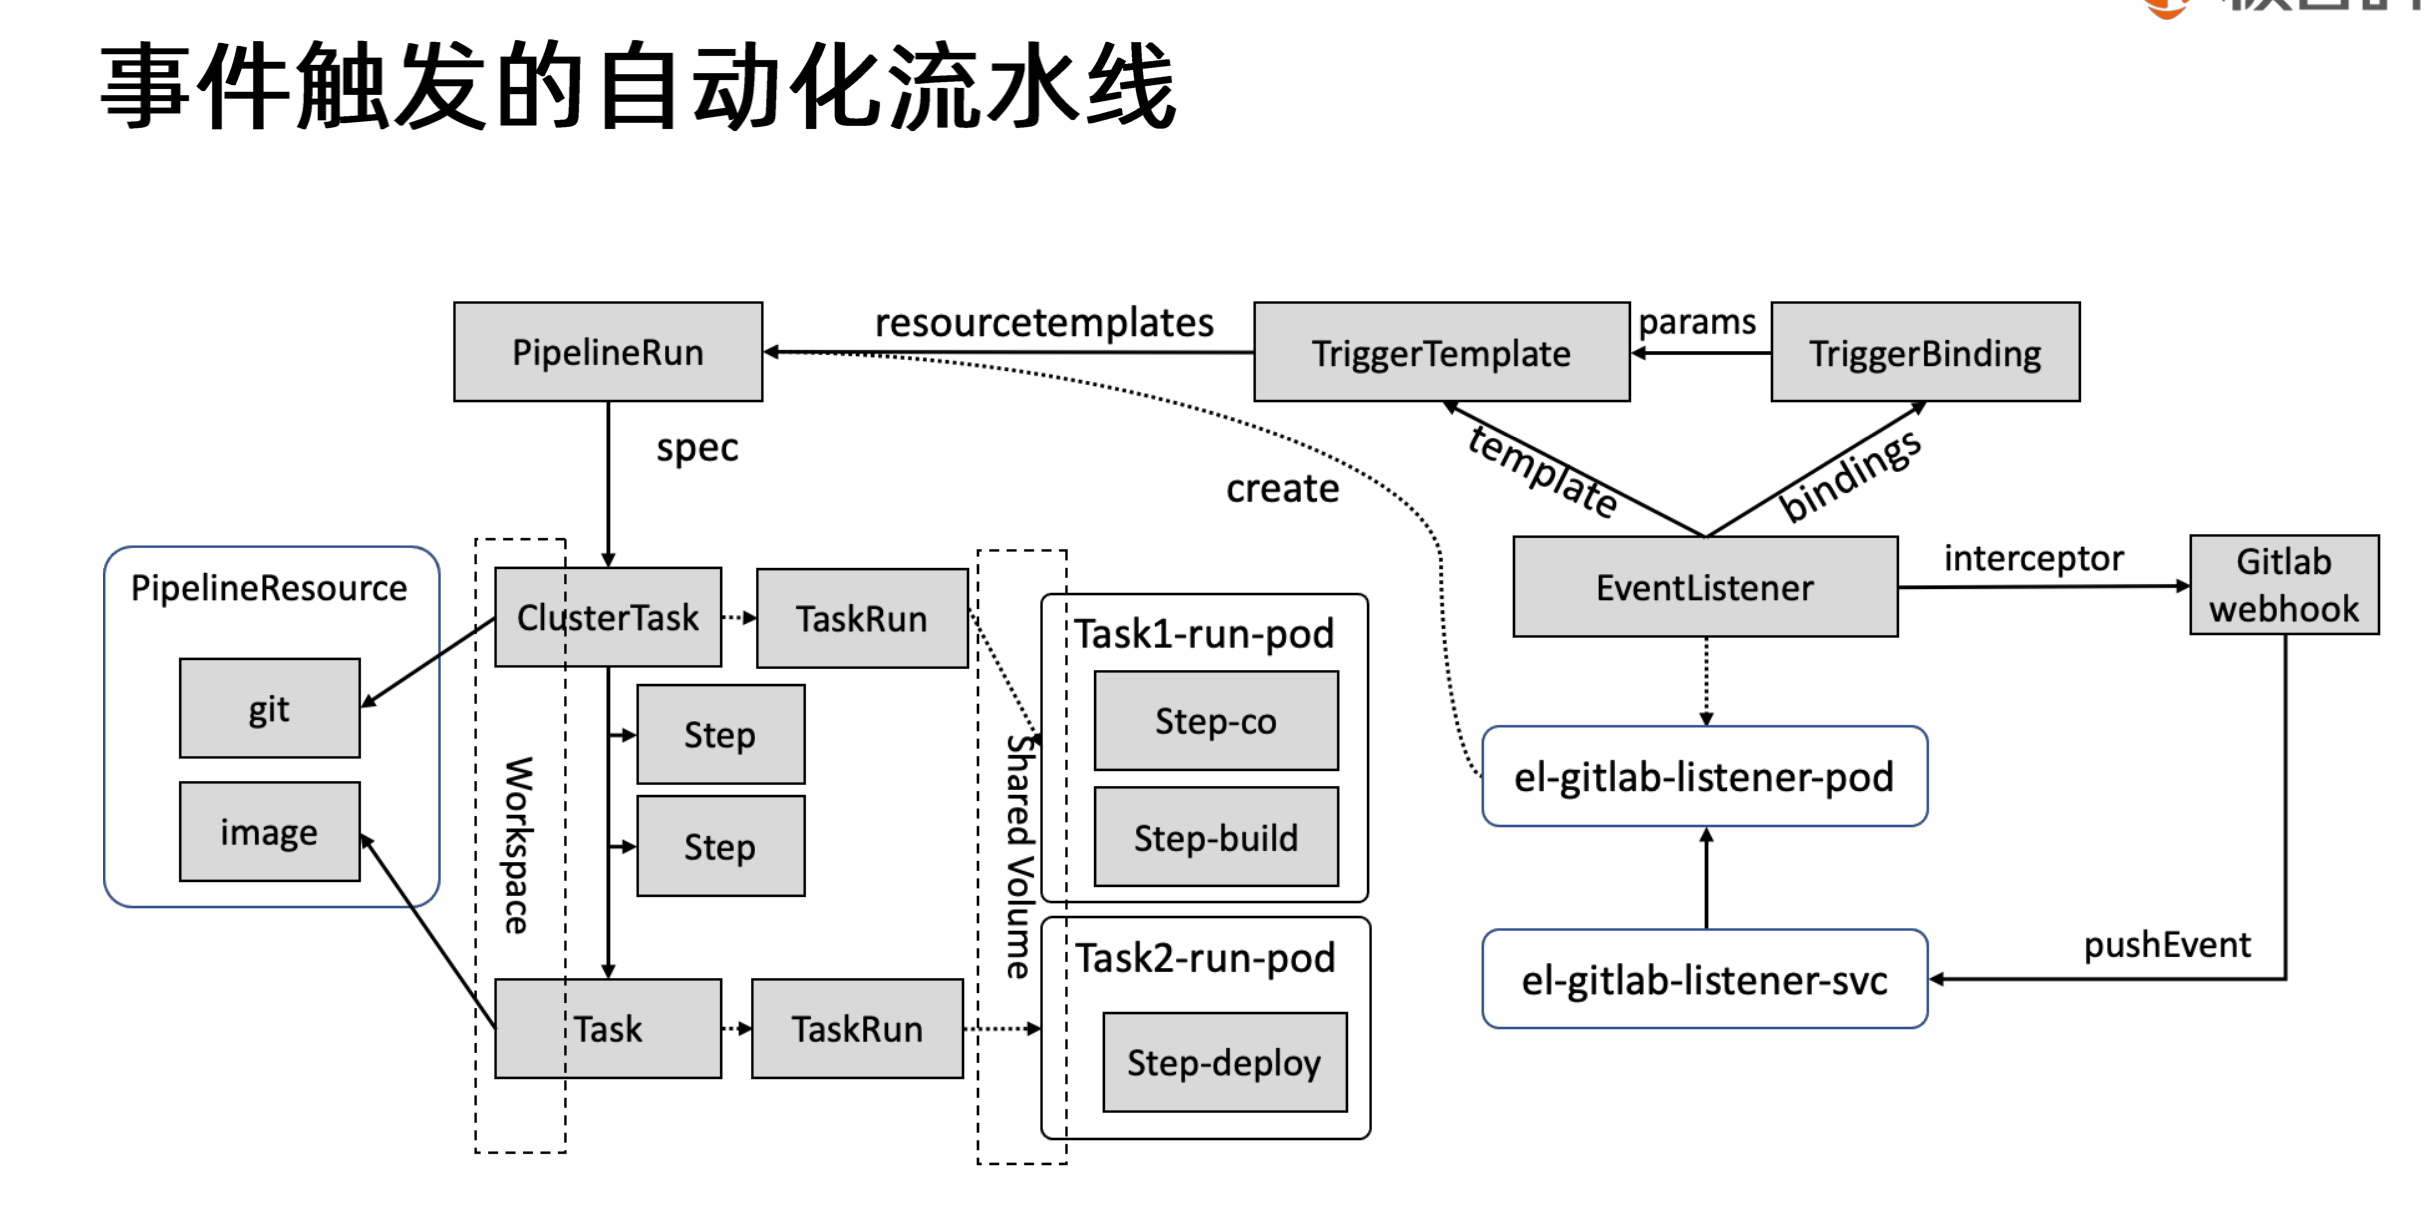 事件触发的自动化流水线
PipelineRun
resourcetemplates
TriggerTemplate
params
TriggerBinding
spec
create
template
bindings
PipelineResource
git
image
Workspace
ClusterTask
TaskRun
Step
Step
Task
TaskRun
Shared Volume
Task1-run-pod
Step-co
Step-build
Task2-run-pod
Step-deploy
EventListener
interceptor
Gitlab
webhook
el-gitlab-listener-pod
pushEvent
el-gitlab-listener-svc